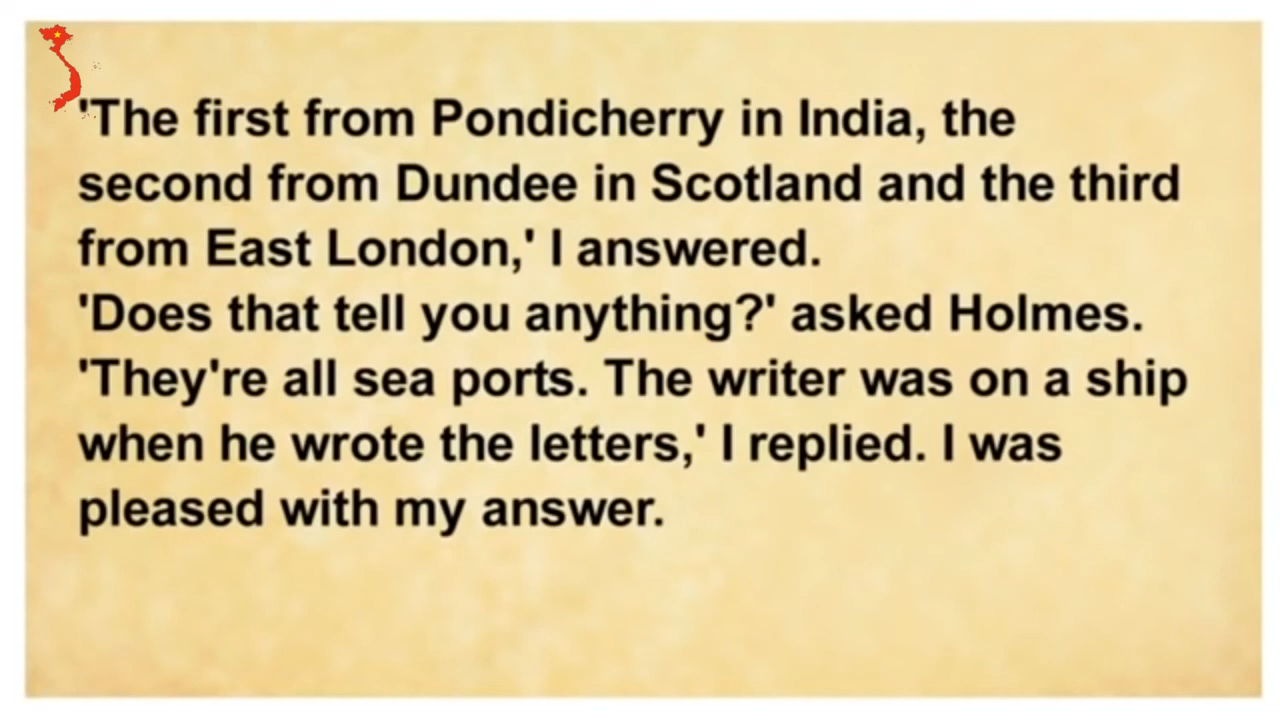 'The first from Pondicherry in India, the
second from Dundee in Scotland and the third
from East London,' I answered.
'Does that tell you anything?' asked Holmes.
'They're all sea ports. The writer was on a ship
when he wrote the letters,' I replied. I was
pleased with my answer.